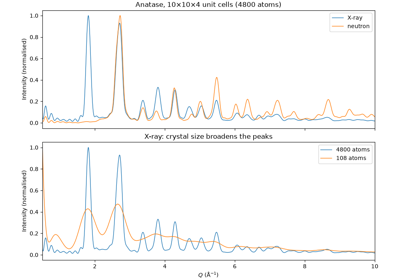 Anatase, 10×10×4 unit cells (4800 atoms)
Intensity (normalised)
1.0
0.8
0.6
0.4
0.2
0.0
X-ray
neutron
X-ray: crystal size broadens the peaks
Intensity (normalised)
1.0
0.8
0.6
0.4
0.2
0.0
4800 atoms
108 atoms
2
4
6
8
10
Q (Å⁻¹)